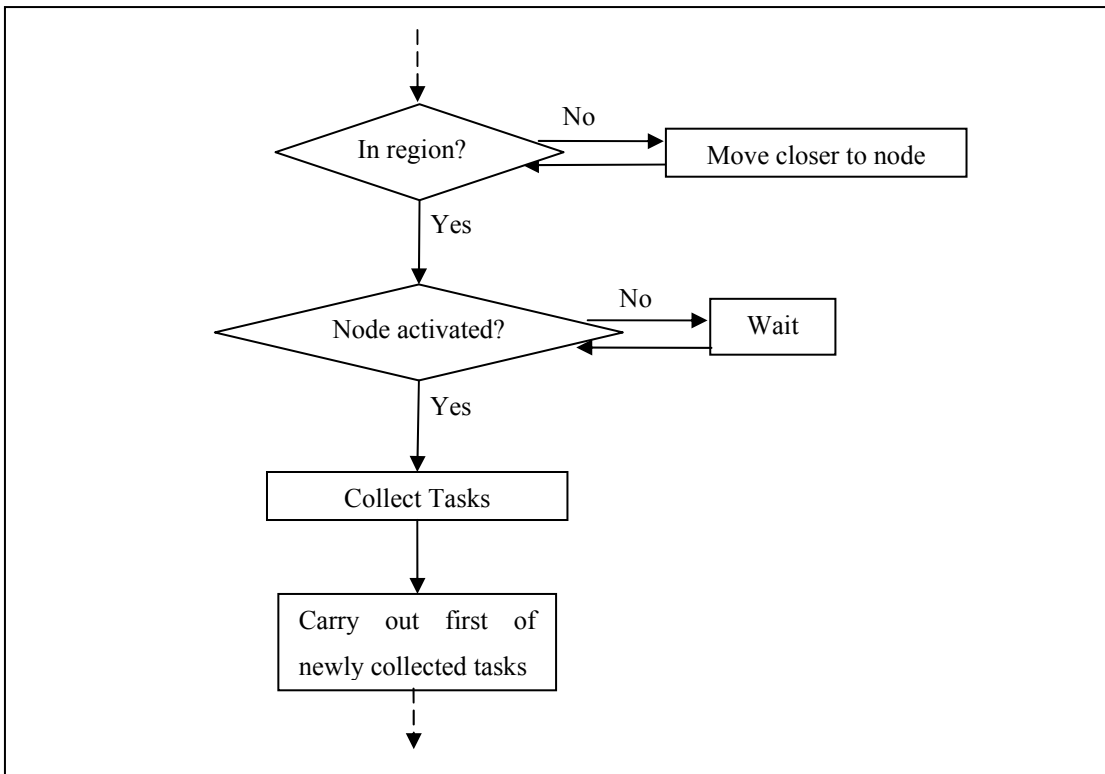 No
In region?
Move closer to node
Yes
No
Node activated?
Wait
Yes
Collect Tasks
Carry out first of
newly collected tasks